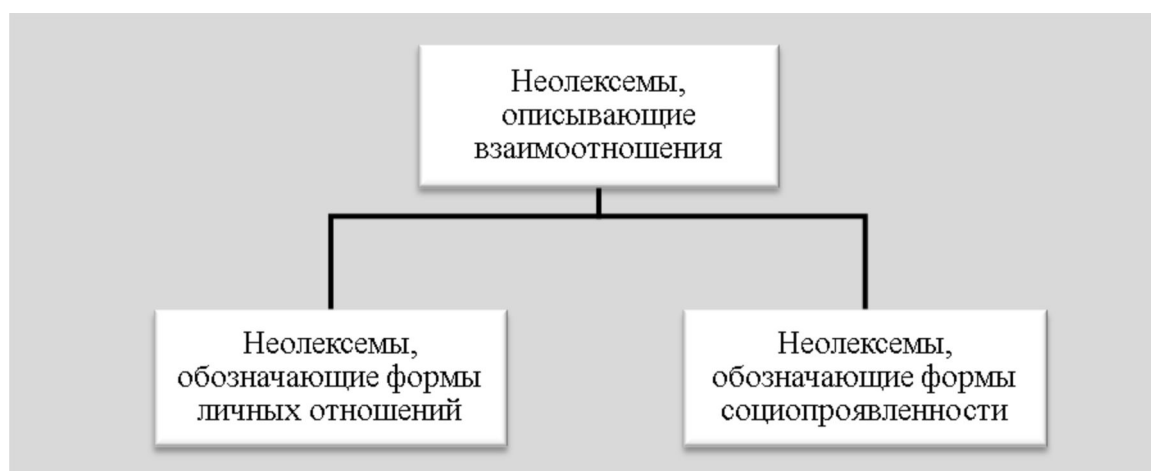 Неолексемы,
описывающие
взаимоотношения
Неолексемы,
обозначающие формы
личных отношений
Неолексемы,
обозначающие формы
социопроявленности